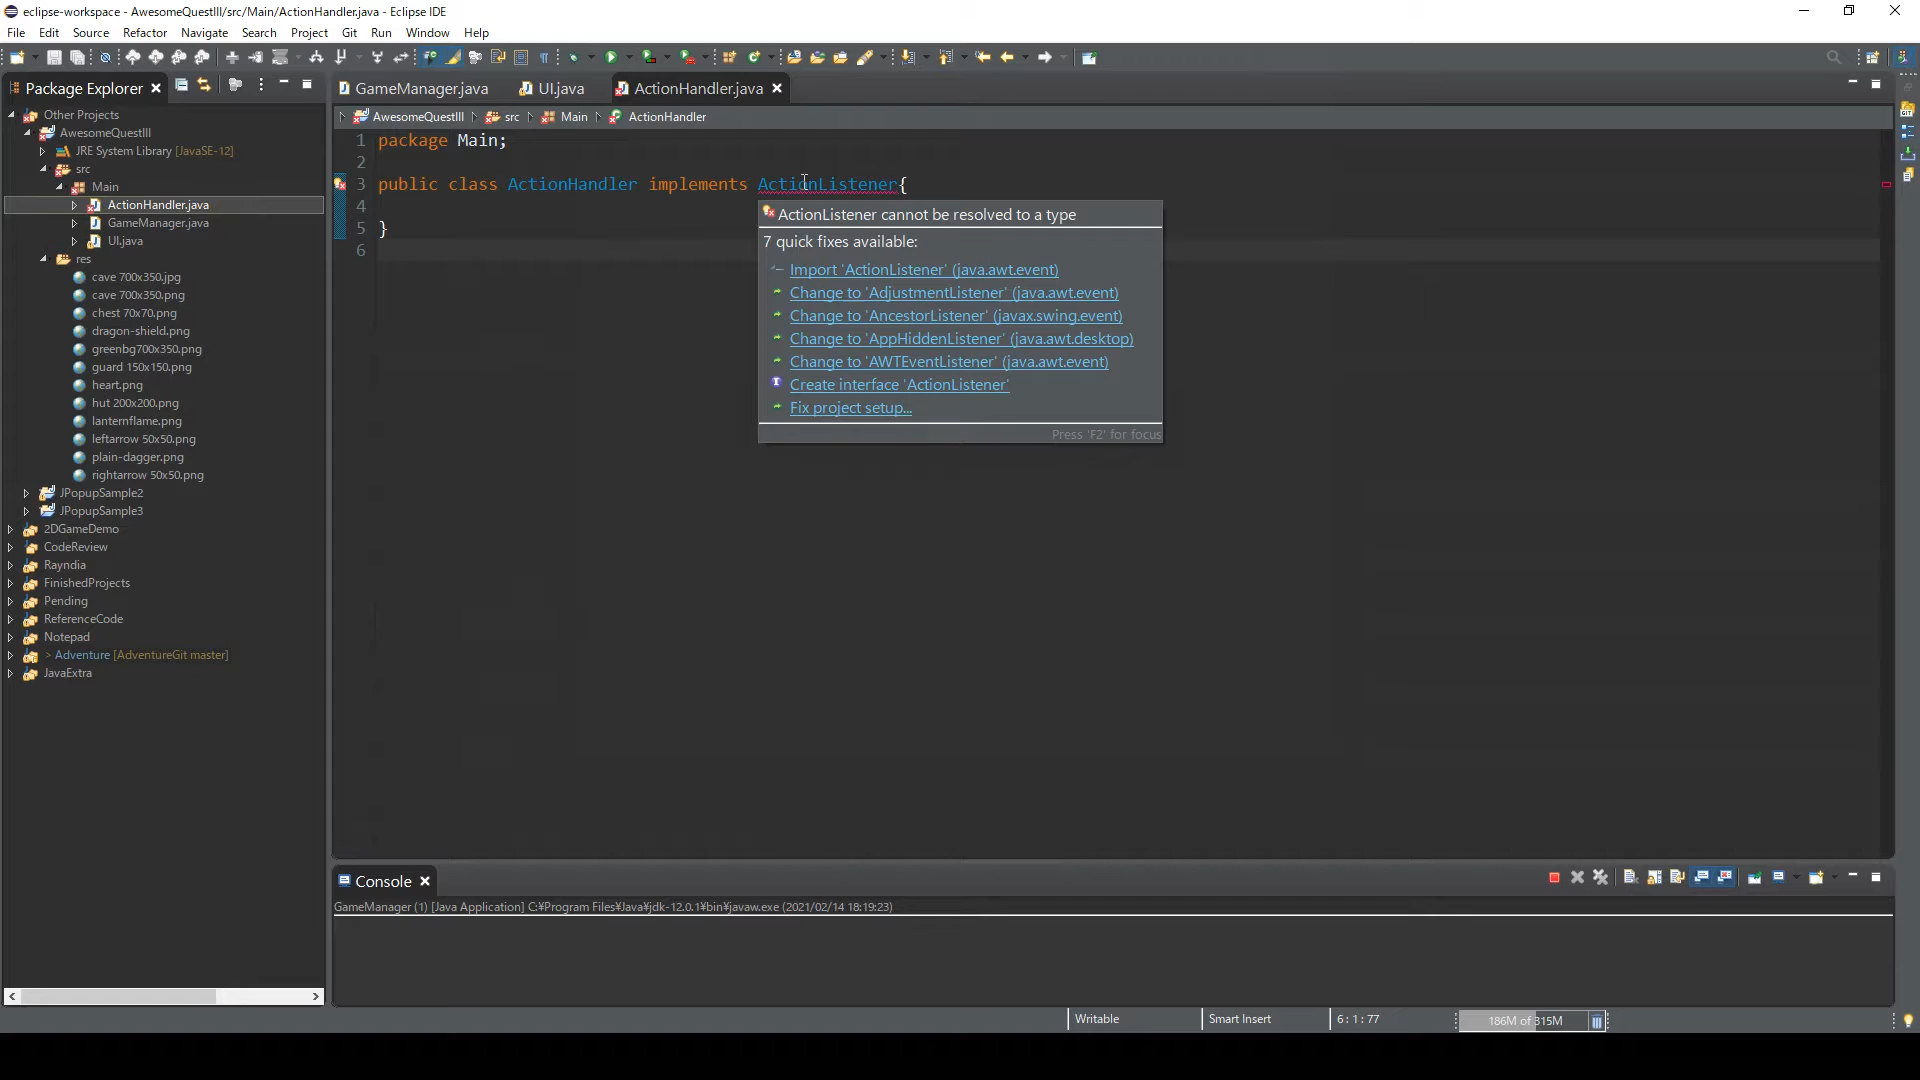 eclipse-workspace - AwesomeQuestIII/src/Main/ActionHandler.java - Eclipse IDE
File Edit Source Refactor Navigate Search Project Git Run Window Help
Package Explorer
GameManager.java UI.java ActionHandler.java
Other Projects
AwesomeQuestIII
JRE System Library [JavaSE-12]
src
Main
ActionHandler.java
GameManager.java
UI.java
res
cave 700x350.jpg
cave 700x350.png
chest 70x70.png
dragon-shield.png
greenbg700x350.png
guard 150x150.png
heart.png
hut 200x200.png
lanternflame.png
leftarrow 50x50.png
plain-dagger.png
rightarrow 50x50.png
JPopupSample2
JPopupSample3
2DGameDemo
CodeReview
Rayndia
FinishedProjects
Pending
ReferenceCode
Notepad
> Adventure [AdventureGit master]
JavaExtra
AwesomeQuestIII src Main ActionHandler
1 package Main;
2
3 public class ActionHandler implements ActionListener{
4
5 }
6
ActionListener cannot be resolved to a type
7 quick fixes available:
Import 'ActionListener' (java.awt.event)
Change to 'AdjustmentListener' (java.awt.event)
Change to 'AncestorListener' (javax.swing.event)
Change to 'AppHiddenListener' (java.awt.desktop)
Change to 'AWTEventListener' (java.awt.event)
Create interface 'ActionListener'
Fix project setup...
Press 'F2' for focus
Console
GameManager (1) [Java Application] C:¥Program Files¥Java¥jdk-12.0.1¥bin¥javaw.exe (2021/02/14 18:19:23)
Writable Smart Insert 6 : 1 : 77 186M of 315M